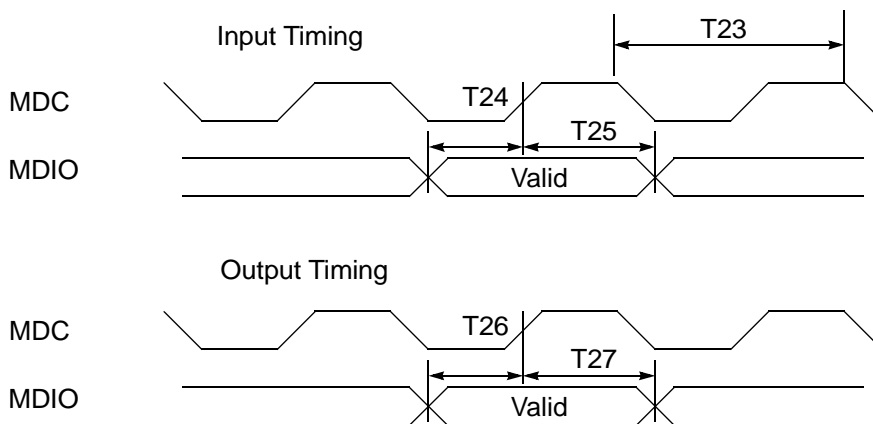 Input Timing
T23
MDC
T24
T25
MDIO
Valid
Output Timing
MDC
T26
T27
MDIO
Valid